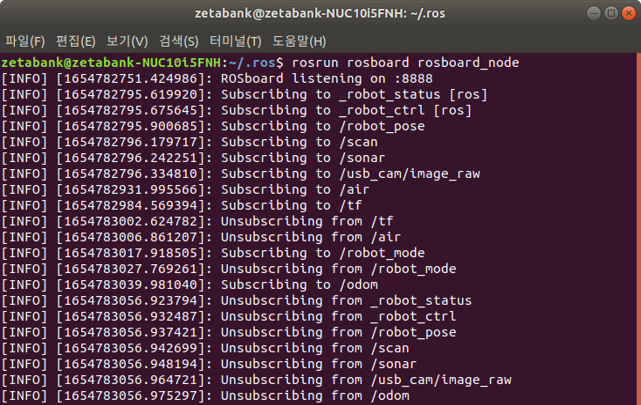 zetabank@zetabank-NUC10i5FNH: ~/.ros
파일(F) 편집(E) 보기(V) 검색(S) 터미널(T) 도움말(H)
zetabank@zetabank-NUC10i5FNH:~/.ros$ rosrun rosboard rosboard_node
[INFO] [1654782751.424986]: ROSboard listening on :8888
[INFO] [1654782795.619920]: Subscribing to _robot_status [ros]
[INFO] [1654782795.675645]: Subscribing to _robot_ctrl [ros]
[INFO] [1654782795.900685]: Subscribing to /robot_pose
[INFO] [1654782796.179717]: Subscribing to /scan
[INFO] [1654782796.242251]: Subscribing to /sonar
[INFO] [1654782796.334810]: Subscribing to /usb_cam/image_raw
[INFO] [1654782931.995566]: Subscribing to /air
[INFO] [1654782984.569394]: Subscribing to /tf
[INFO] [1654783002.624782]: Unsubscribing from /tf
[INFO] [1654783006.861207]: Unsubscribing from /air
[INFO] [1654783017.918505]: Subscribing to /robot_mode
[INFO] [1654783027.769261]: Unsubscribing from /robot_mode
[INFO] [1654783039.981040]: Subscribing to /odom
[INFO] [1654783056.923794]: Unsubscribing from _robot_status
[INFO] [1654783056.932487]: Unsubscribing from _robot_ctrl
[INFO] [1654783056.937421]: Unsubscribing from /robot_pose
[INFO] [1654783056.942699]: Unsubscribing from /scan
[INFO] [1654783056.948194]: Unsubscribing from /sonar
[INFO] [1654783056.964721]: Unsubscribing from /usb_cam/image_raw
[INFO] [1654783056.975297]: Unsubscribing from /odom